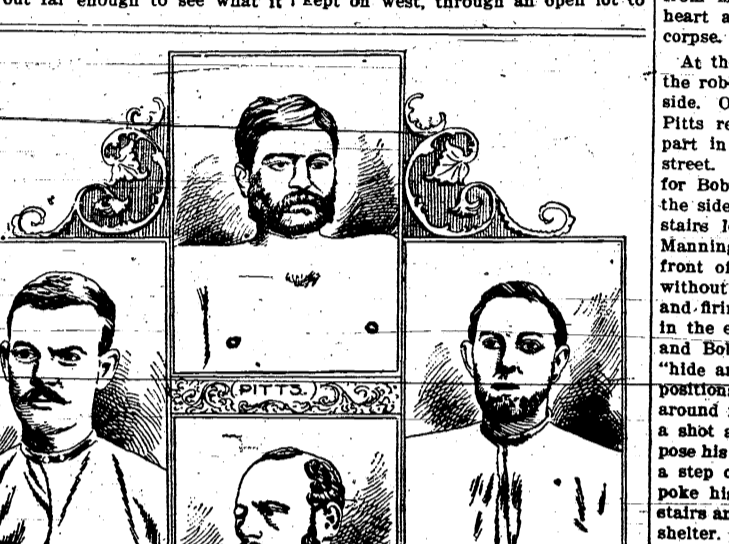 out far enough to see what it kept on west, through an open lot to
PITTS.
heart a
corpse.
At th
the rob
side. O
Pitts re
part in
street.
for Bob
the side
stairs l
Manning
front of
without
and firi
in the e
and Bob
"hide an
position
around
a shot a
pose his
a step o
poke hi
stairs an
shelter.